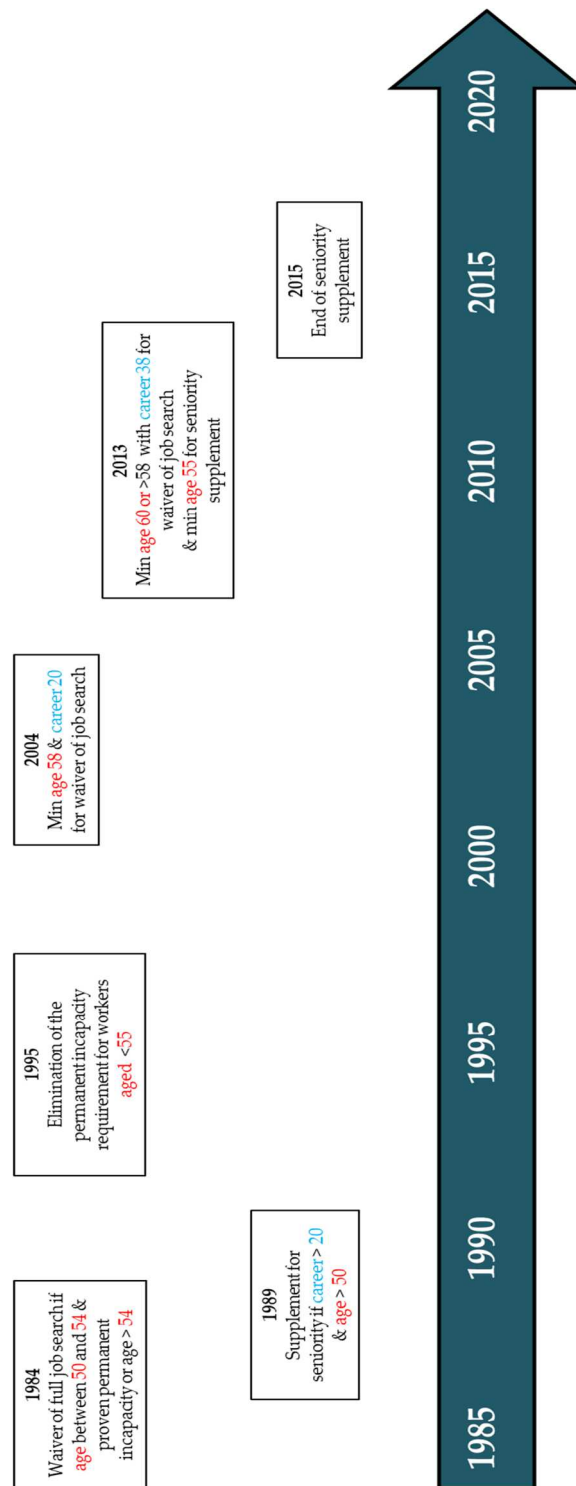 1984
Waiver of full job search if
age between 50 and 54 &
proven permanent
incapacity or age > 54
1989
Supplement for
seniority if career > 20
& age > 50
1995
Elimination of the
permanent incapacity
requirement for workers
aged <55
2004
Min age 58 & career 20
for waiver of job search
2013
Min age 60 or >58 with career 38 for
waiver of job search
& min age 55 for seniority
supplement
2015
End of seniority
supplement
1985
1990
1995
2000
2005
2010
2015
2020